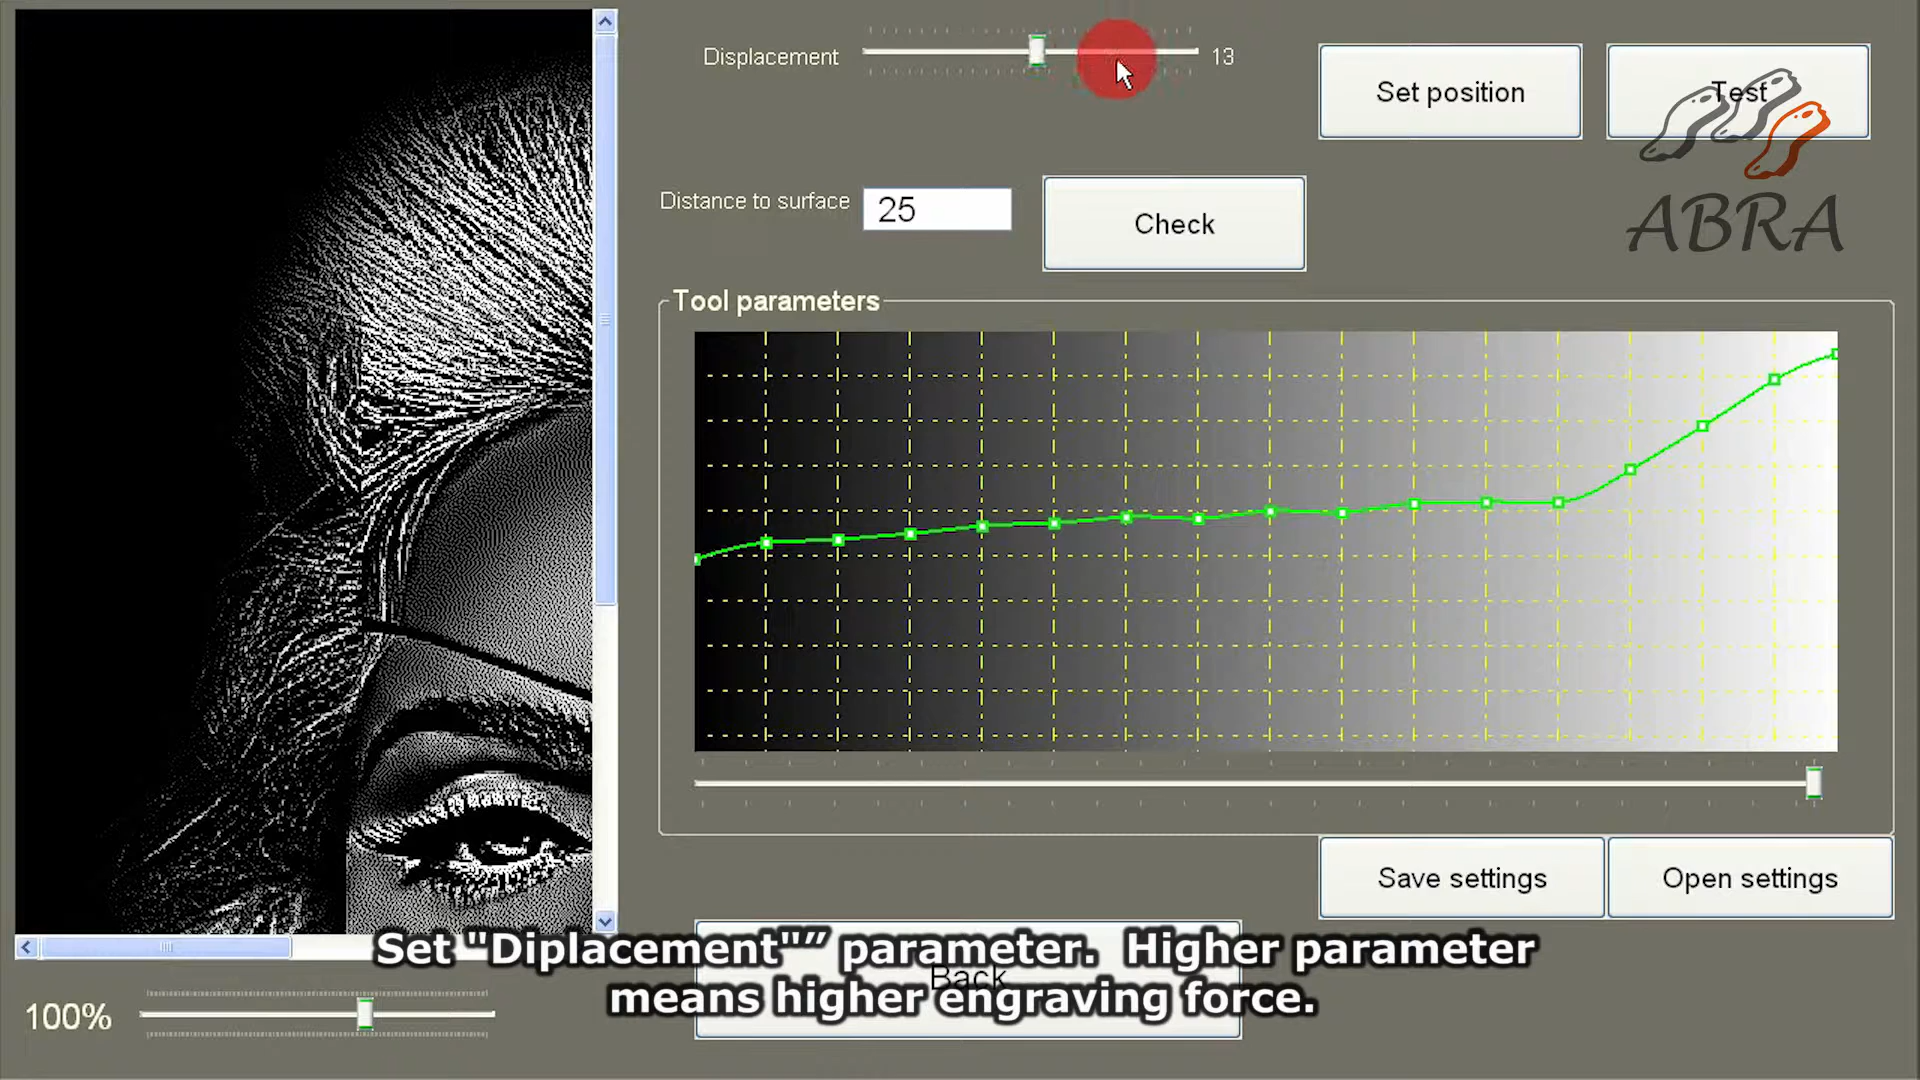 Displacement
13
Set position
Test
ABRA
Distance to surface
25
Check
Tool parameters
Save settings
Open settings
Back
Set "Diplacement"” parameter. Higher parameter
means higher engraving force.
100%